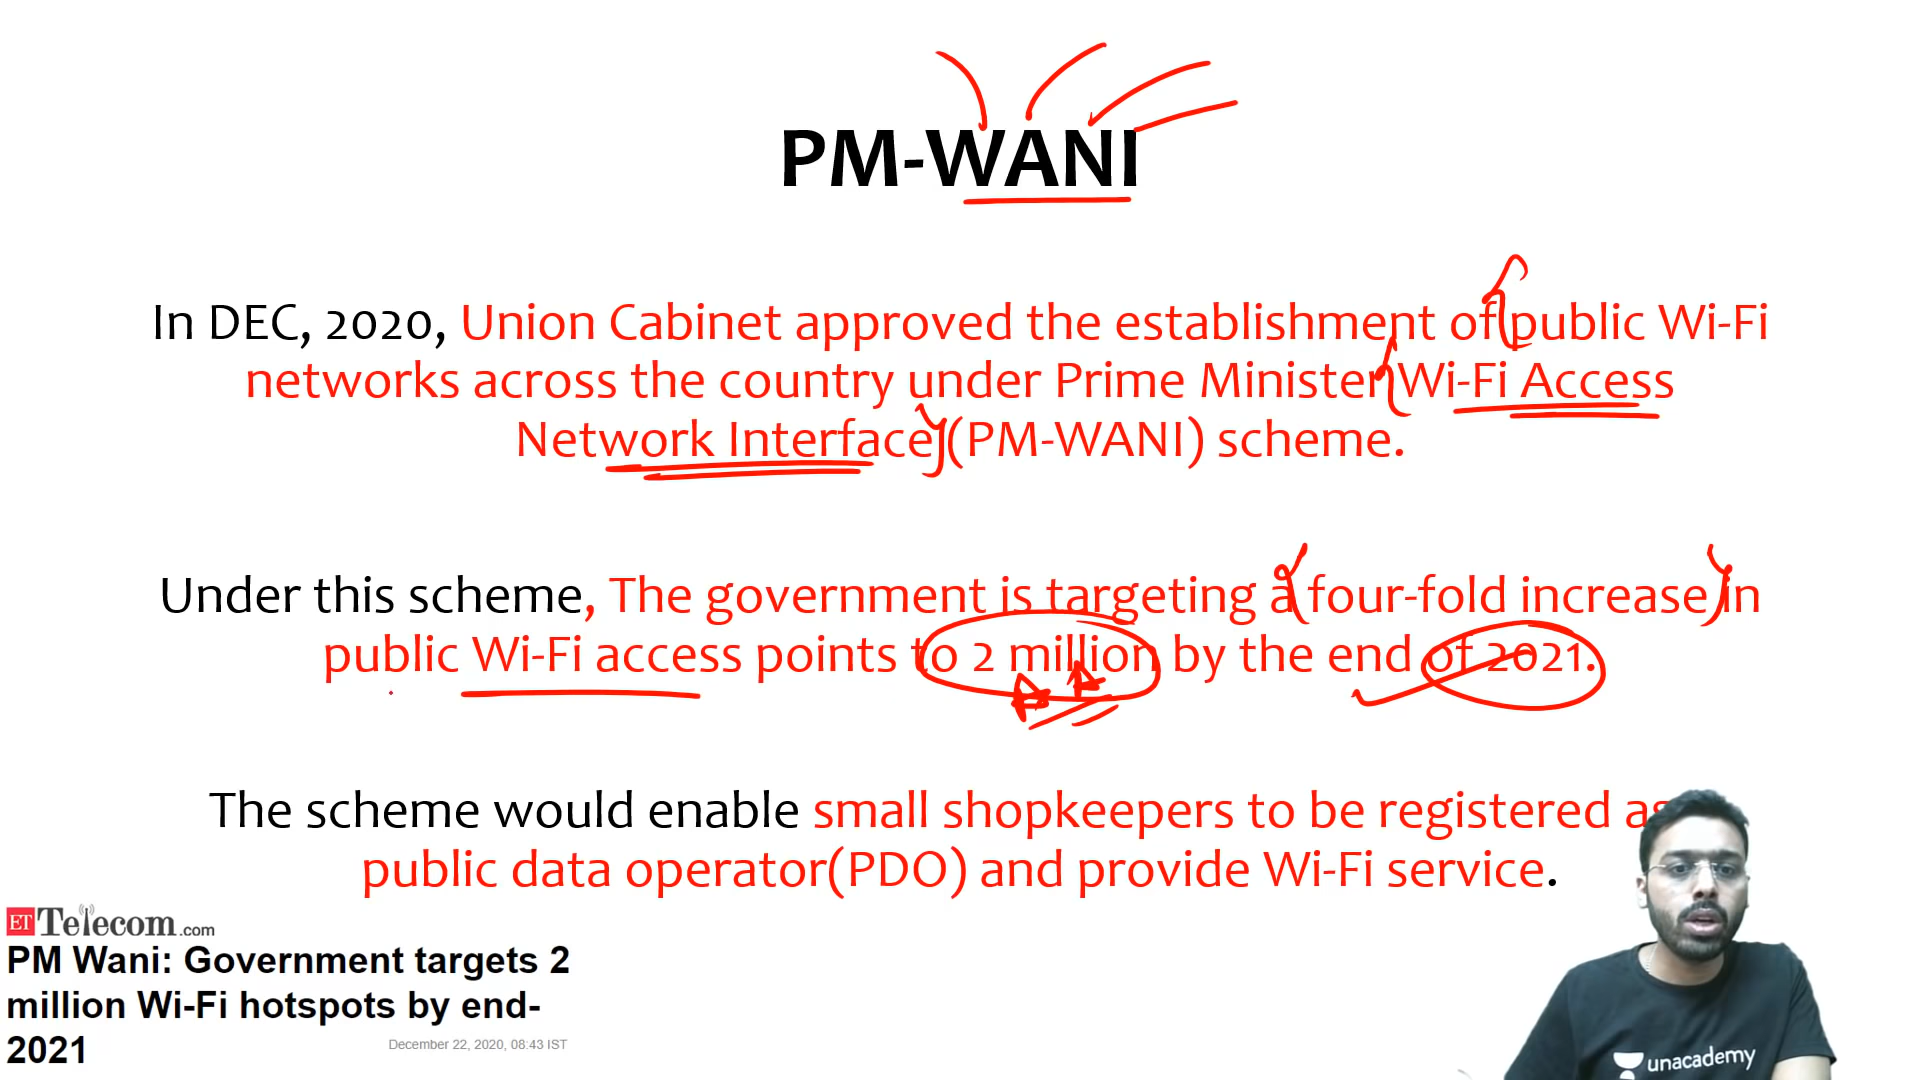 PM-WANI
In DEC, 2020, Union Cabinet approved the establishment of public Wi-Fi
networks across the country under Prime Minister Wi-Fi Access
Network Interface (PM-WANI) scheme.
Under this scheme, The government is targeting a four-fold increase in
public Wi-Fi access points to 2 million by the end of 2021.
The scheme would enable small shopkeepers to be registered as
public data operator(PDO) and provide Wi-Fi service.
ET Telecom.com
PM Wani: Government targets 2
million Wi-Fi hotspots by end-
2021
December 22, 2020, 08:43 IST
unacademy